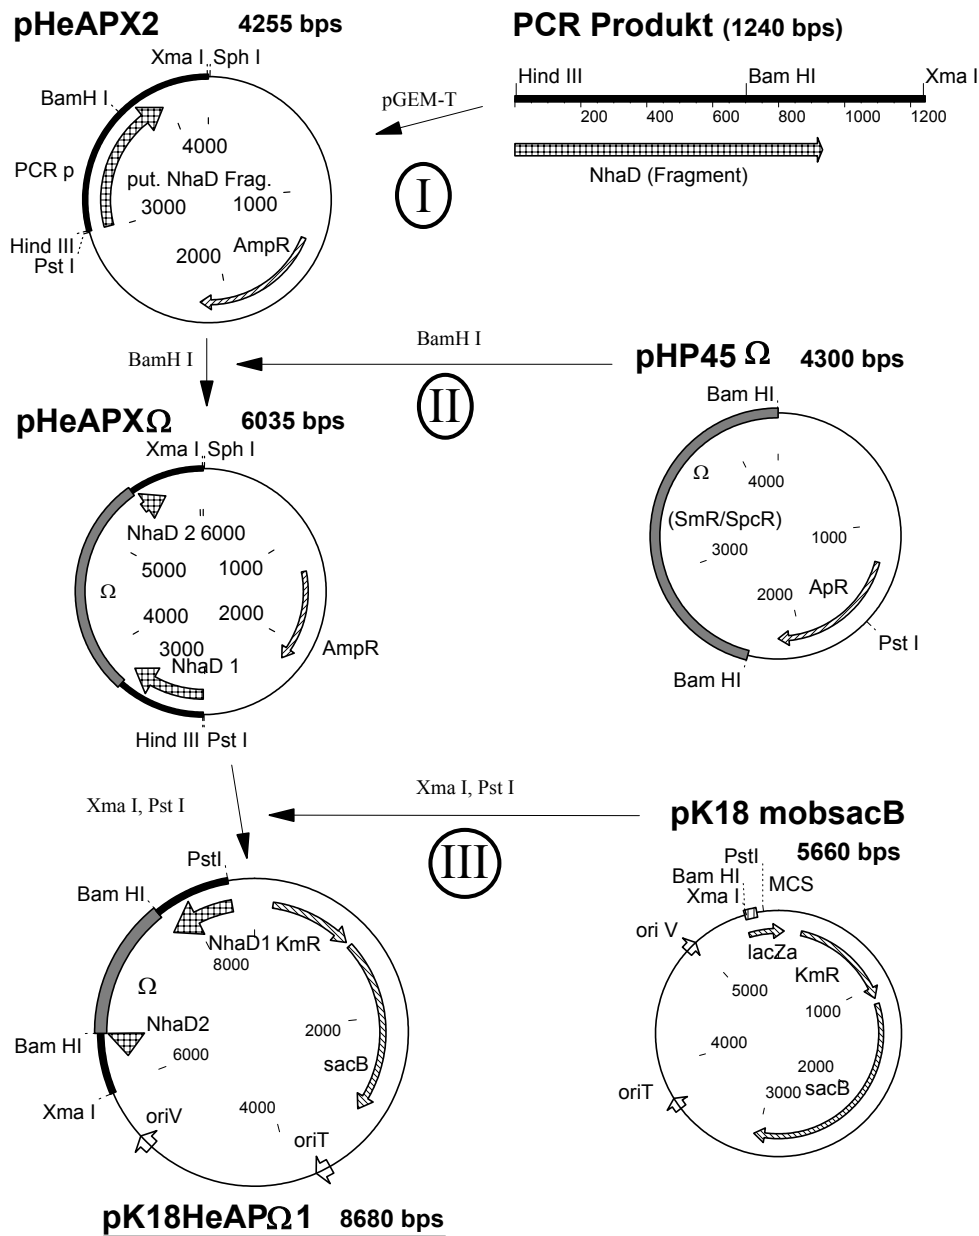 pHeAPX2 4255 bps
Xma I Sph I
BamH I
PCR p
4000
put. NhaD Frag.
3000 1000
Hind III
Pst I
2000 AmpR
PCR Produkt (1240 bps)
Hind III Bam HI Xma I
200 400 600 800 1000 1200
NhaD (Fragment)
pGEM-T
I
BamH I
BamH I
II
pHP45 Ω 4300 bps
Bam HI
Ω
4000
(SmR/SpcR)
3000 1000
2000 ApR
Pst I
Bam HI
pHeAPXΩ 6035 bps
Xma I Sph I
NhaD 2 6000
5000 1000
Ω
4000 2000
3000
NhaD 1 AmpR
Hind III Pst I
Xma I, Pst I
Xma I, Pst I
III
pK18 mobsacB
5660 bps
PstI
Bam HI MCS
Xma I
ori V
lacZa
KmR
5000 1000
4000
2000
3000 sacB
oriT
PstI
Bam HI
NhaD1 KmR
8000
Ω
NhaD2 2000
Bam HI 6000
sacB
Xma I
oriV 4000
oriT
pK18HeAPΩ1 8680 bps